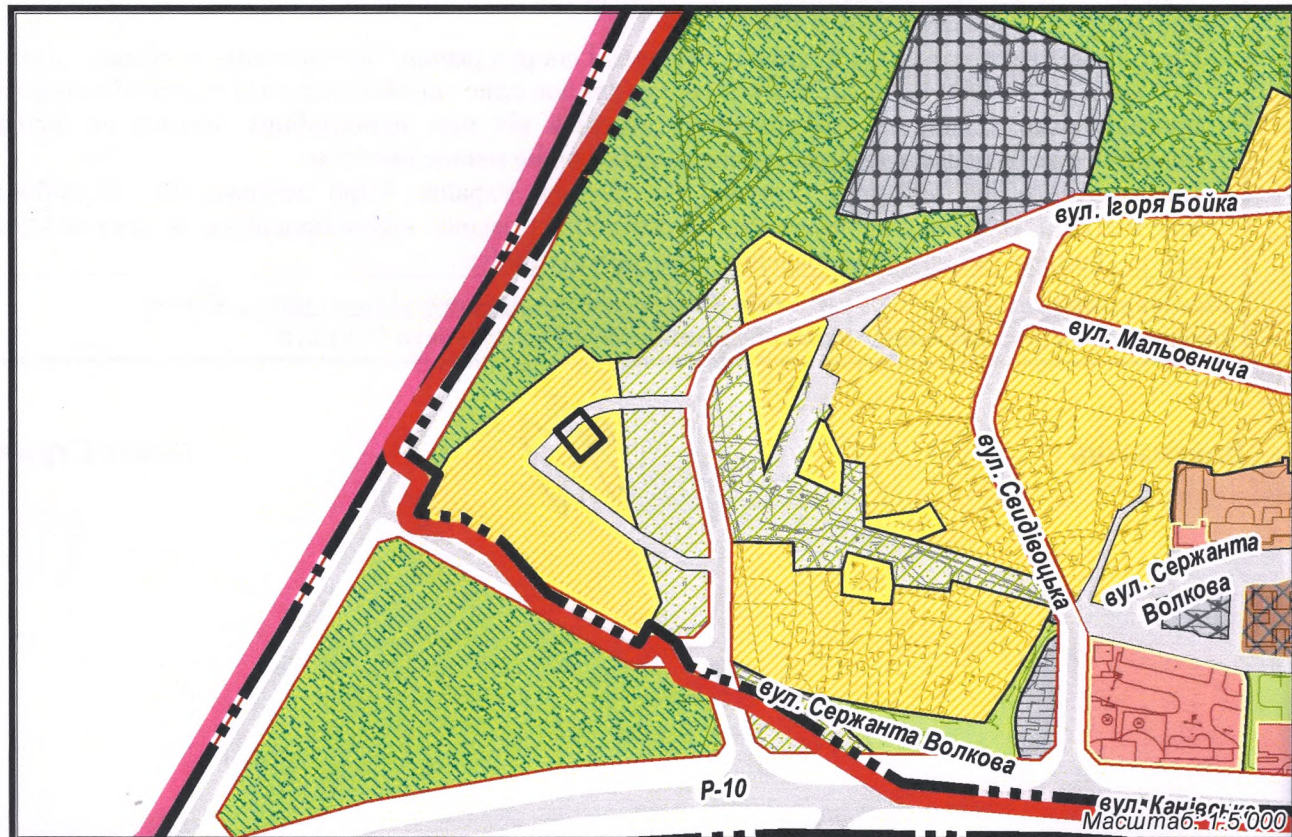 вул. Ігоря Бойка
вул. Мальовнича
вул. Свидівоцька
вул. Сержанта
Волкова
вул. Сержанта Волкова
Р-10
вул. Канівська
Масштаб: 1:5 000